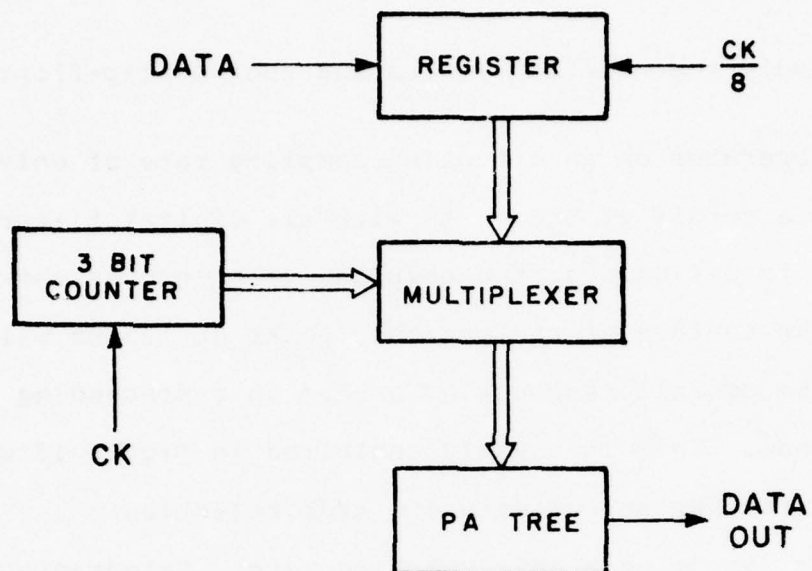 DATA
REGISTER
CK
8
3 BIT
COUNTER
MULTIPLEXER
CK
PA TREE
DATA
OUT